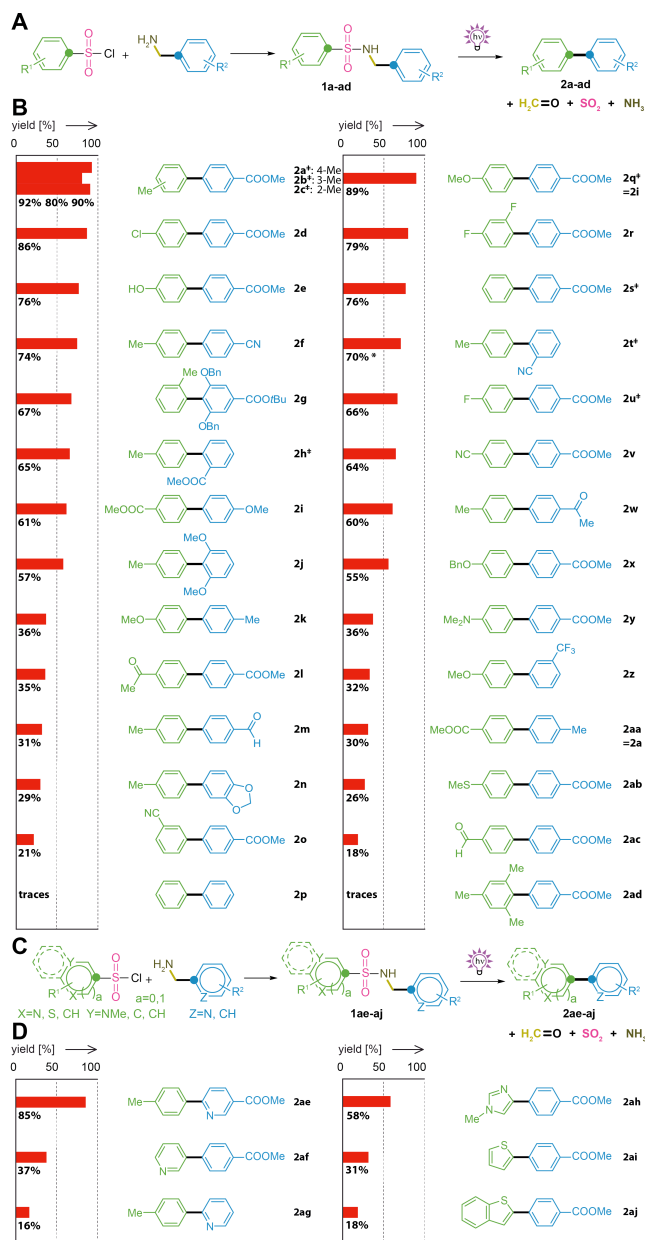 A
R¹ O S O Cl + H₂N R² R¹ O S O NH R² hν R¹ R²
1a-ad 2a-ad
+ H₂C=O + SO₂ + NH₃
B
yield [%] yield [%]
0 50% 100% 0 50% 100%
Me COOMe 2a‡: 4-Me 2b‡: 3-Me 2c‡: 2-Me MeO COOMe 2q‡ =2i
92% 80% 90% 89%
Cl COOMe 2d F F COOMe 2r
86% 79%
HO COOMe 2e COOMe 2s‡
76% 76%
Me CN 2f Me NC 2t‡
74% 70% *
Me OBn COOtBu OBn 2g F COOMe 2u‡
67% 66%
Me MeOOC 2h‡ NC COOMe 2v
65% 64%
MeOOC OMe 2i Me O Me 2w
61% 60%
MeO Me MeO 2j BnO COOMe 2x
57% 55%
MeO Me 2k Me₂N COOMe 2y
36% 36%
O Me COOMe 2l MeO CF₃ 2z
35% 32%
Me O H 2m MeOOC Me 2aa =2a
31% 30%
Me O O 2n MeS COOMe 2ab
29% 26%
NC COOMe 2o O H COOMe 2ac
21% 18%
traces 2p traces Me Me Me COOMe 2ad
C
Y R¹ X a O S O Cl + H₂N Z R² Y R¹ X a O S O NH Z R² hν Y R¹ X a Z R²
a=0,1
X=N, S, CH Y=NMe, C, CH Z=N, CH 1ae-aj 2ae-aj
+ H₂C=O + SO₂ + NH₃
D
yield [%] yield [%]
0 50% 100% 0 50% 100%
Me N COOMe 2ae N N Me COOMe 2ah
85% 58%
N COOMe 2af S COOMe 2ai
37% 31%
Me N 2ag S COOMe 2aj
16% 18%